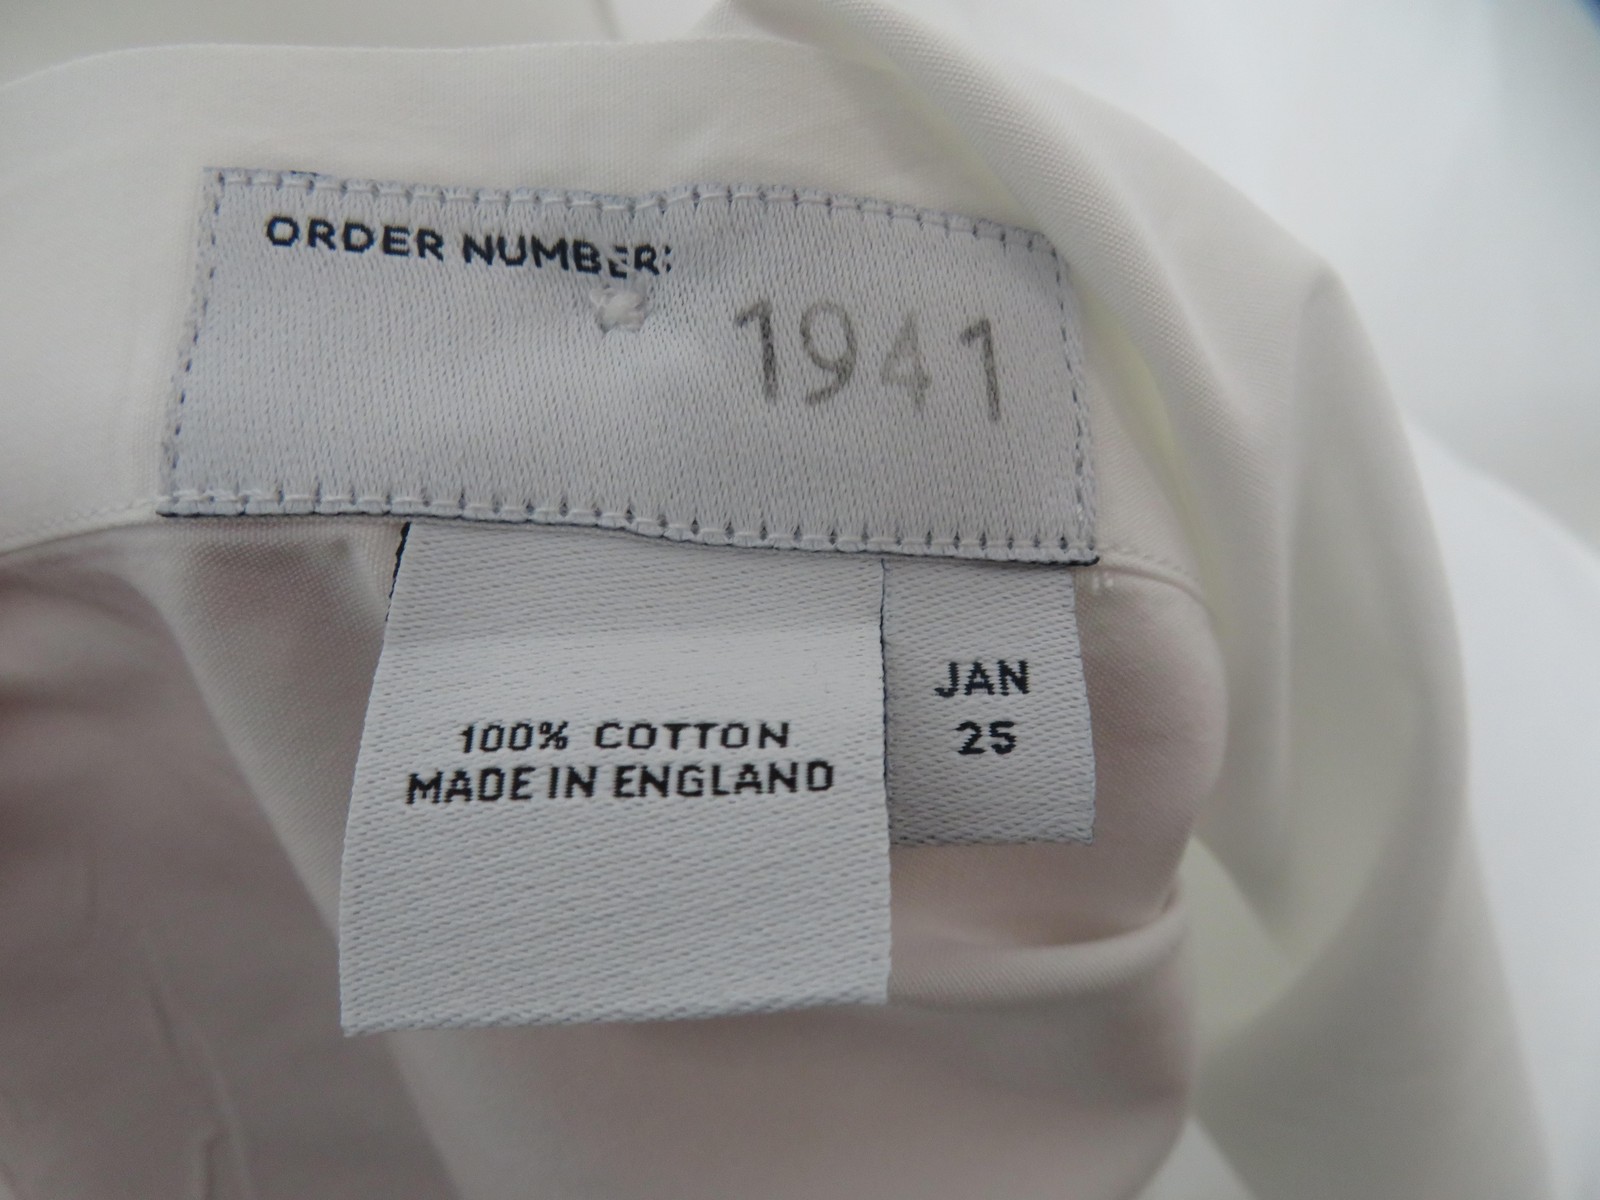 ORDER NUMBER:
1941
100% COTTON
MADE IN ENGLAND
JAN
25